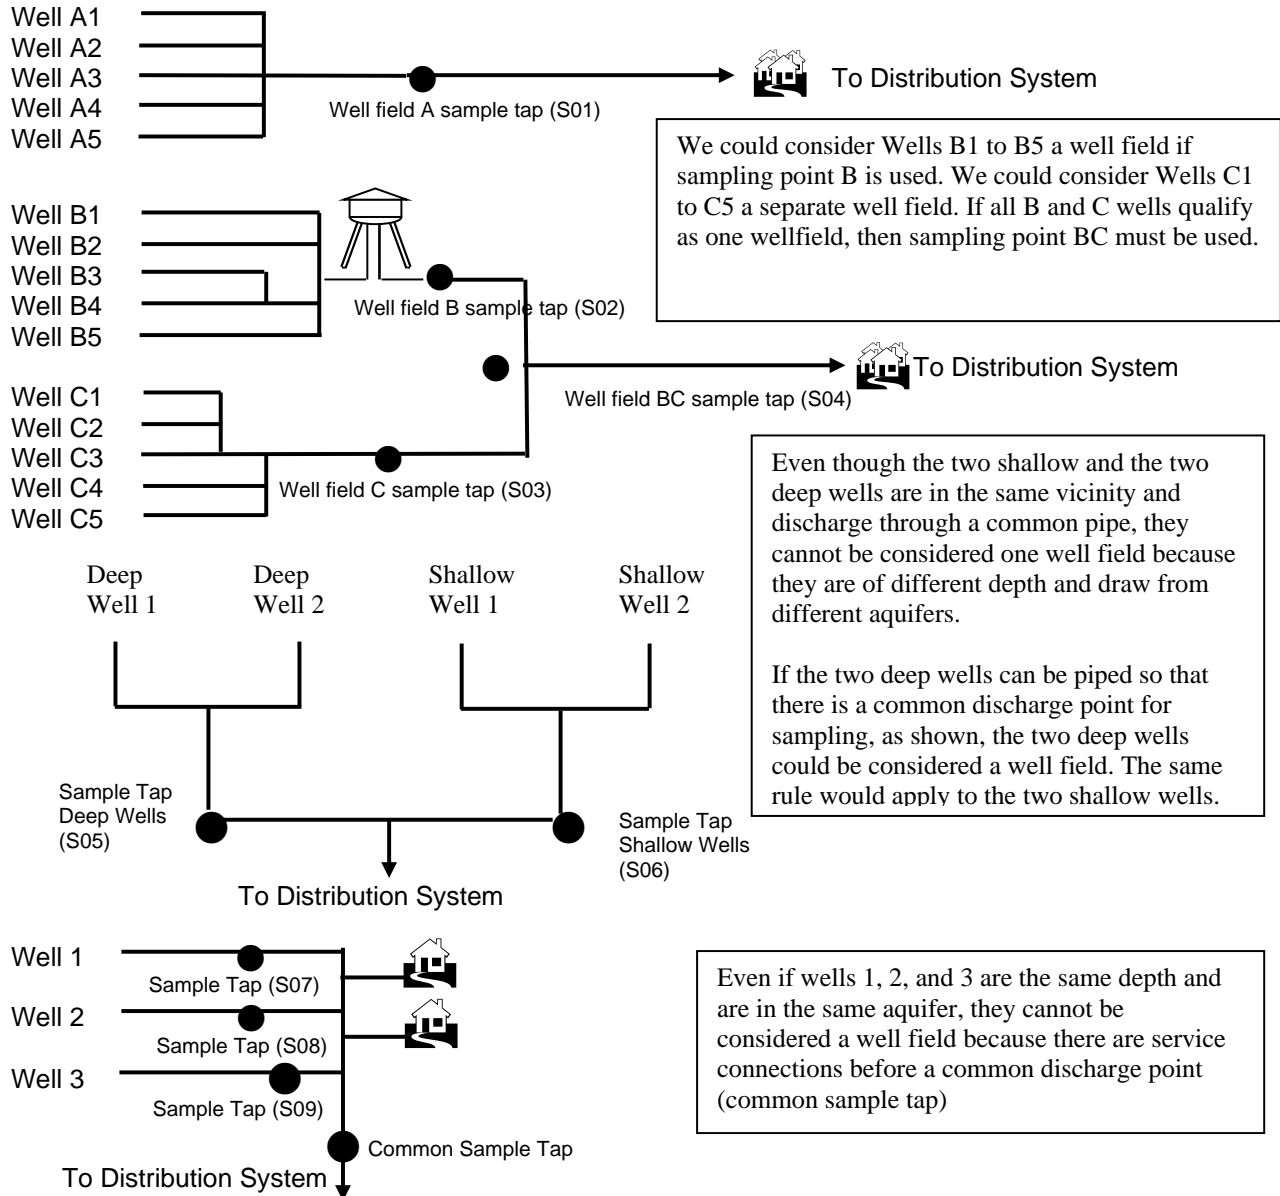 Well A1
Well A2
Well A3
Well A4
Well A5
Well field A sample tap (S01)
To Distribution System
We could consider Wells B1 to B5 a well field if
sampling point B is used. We could consider Wells C1
to C5 a separate well field. If all B and C wells qualify
as one wellfield, then sampling point BC must be used.
Well B1
Well B2
Well B3
Well B4
Well B5
Well field B sample tap (S02)
To Distribution System
Well field BC sample tap (S04)
Well C1
Well C2
Well C3
Well C4
Well C5
Well field C sample tap (S03)
Even though the two shallow and the two
deep wells are in the same vicinity and
discharge through a common pipe, they
cannot be considered one well field because
they are of different depth and draw from
different aquifers.
If the two deep wells can be piped so that
there is a common discharge point for
sampling, as shown, the two deep wells
could be considered a well field. The same
rule would apply to the two shallow wells.
Deep
Well 1
Deep
Well 2
Shallow
Well 1
Shallow
Well 2
Sample Tap
Deep Wells
(S05)
Sample Tap
Shallow Wells
(S06)
To Distribution System
Well 1
Sample Tap (S07)
Well 2
Sample Tap (S08)
Well 3
Sample Tap (S09)
Common Sample Tap
To Distribution System
Even if wells 1, 2, and 3 are the same depth and
are in the same aquifer, they cannot be
considered a well field because there are service
connections before a common discharge point
(common sample tap)